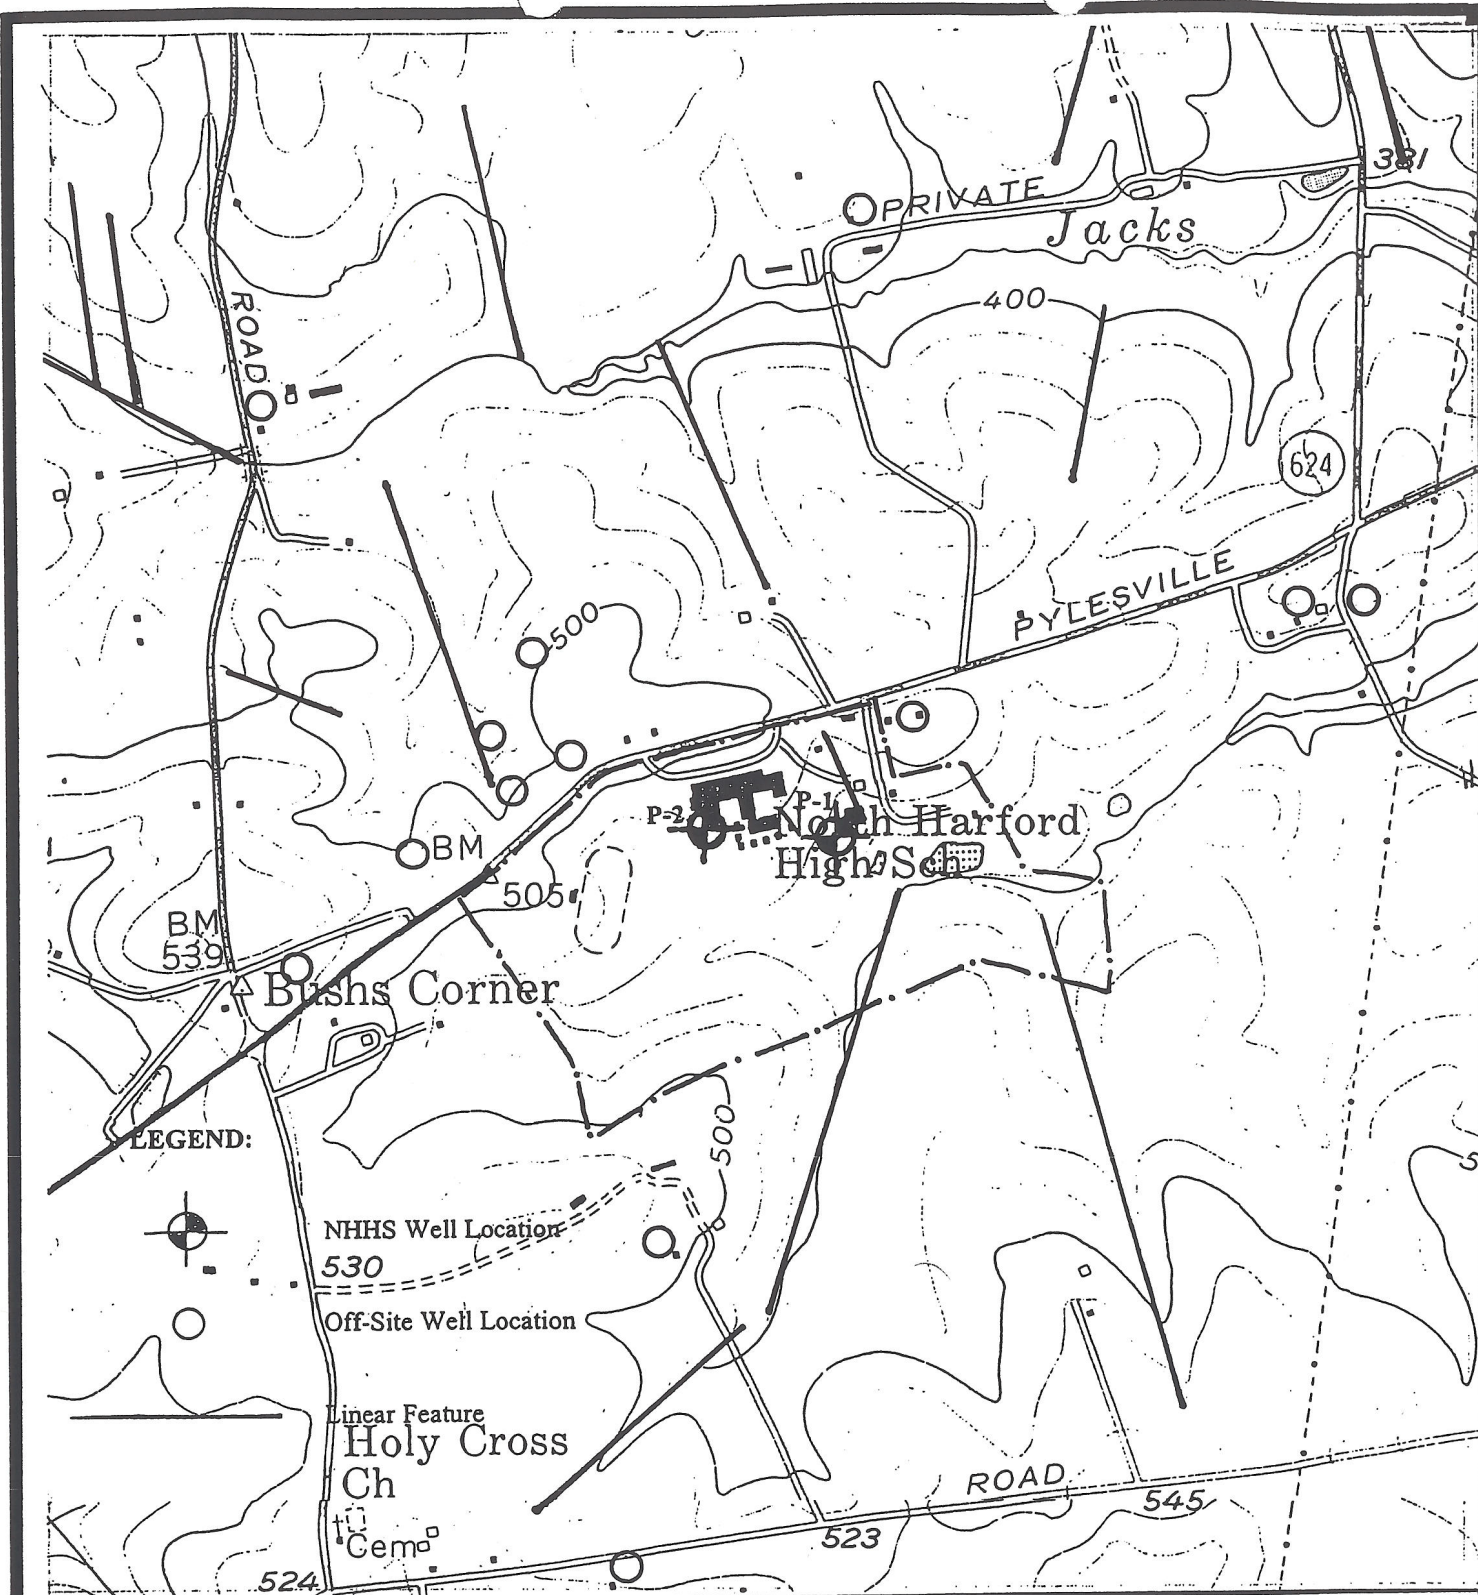 381
PRIVATE
Jacks
400
ROAD
624
PYLESVILLE
500
P-2
P-1
North Harford
High Sch
BM
505
BM
539
Bushs Corner
LEGEND:
500
NHHS Well Location
530
Off-Site Well Location
Linear Feature
Holy Cross
Ch
ROAD
545
523
Cem
524